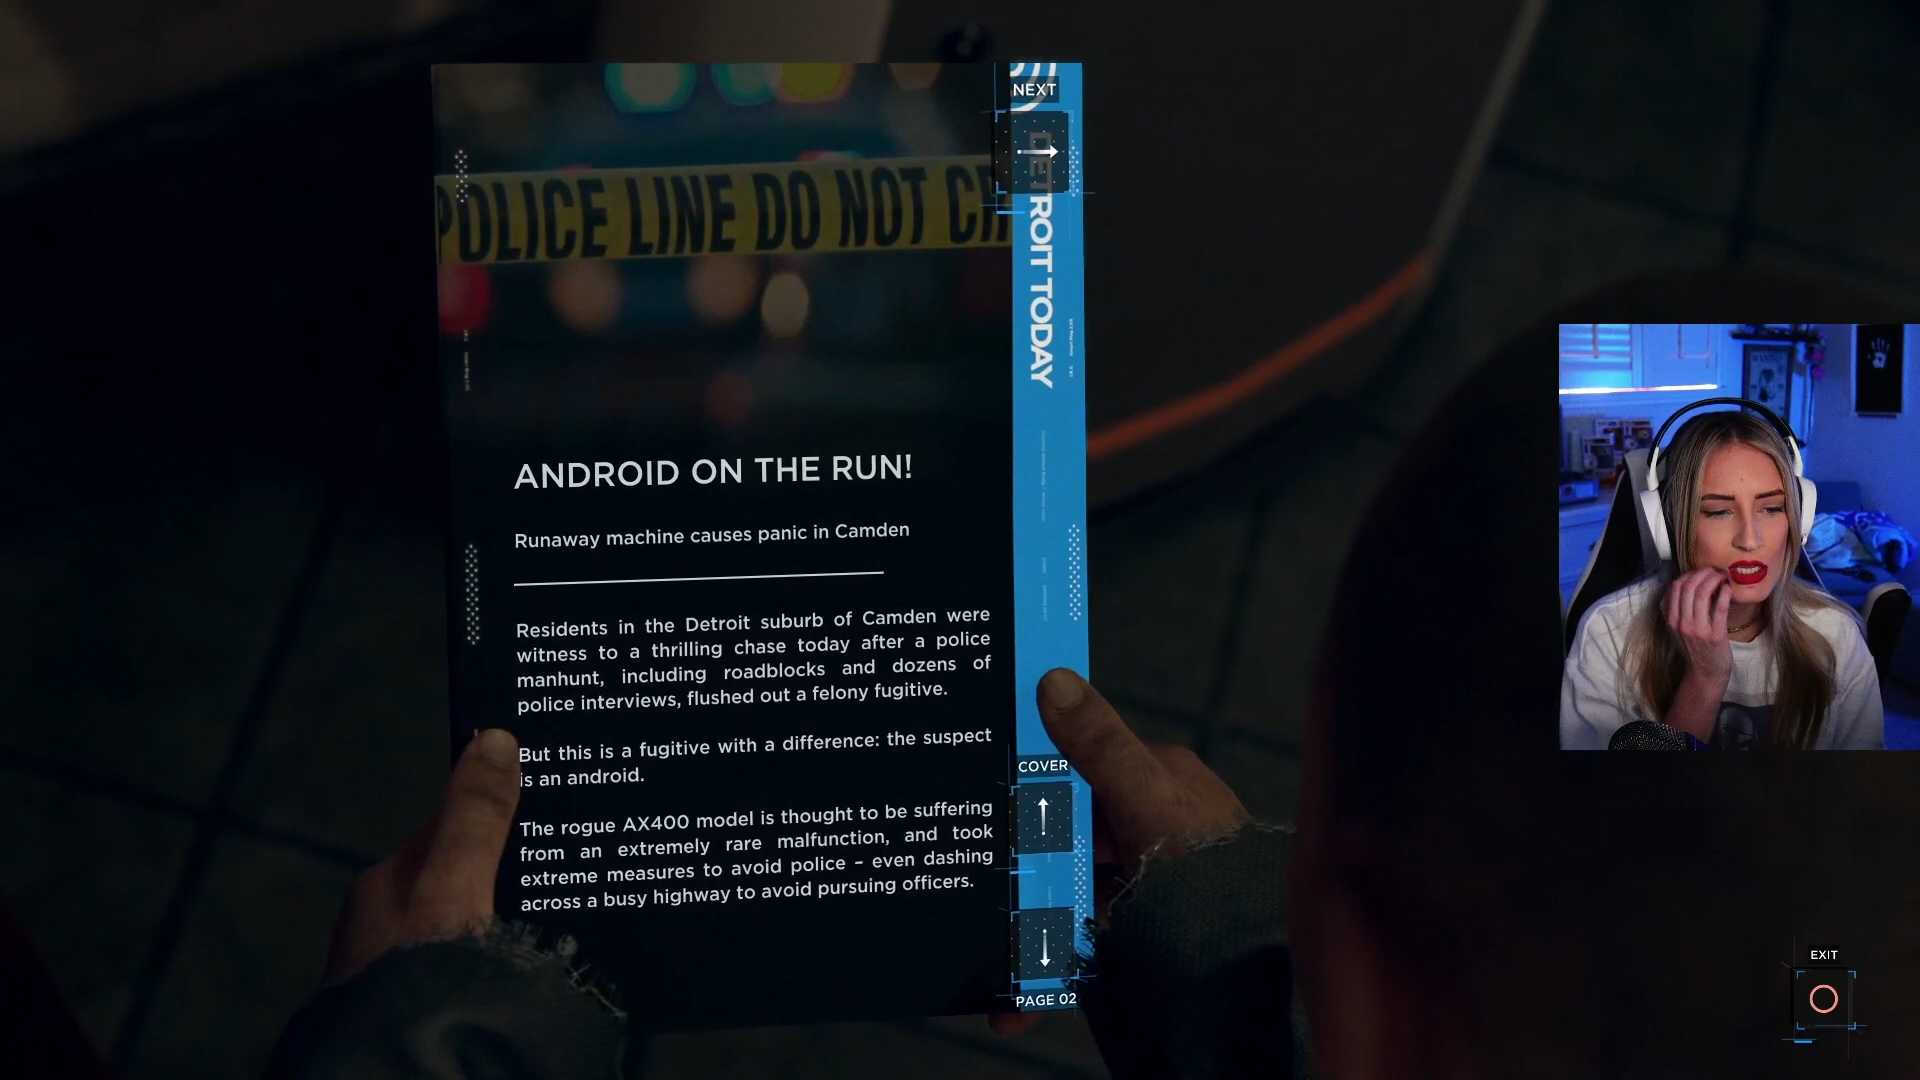 POLICE LINE DO NOT CR
NEXT
DETROIT TODAY
ANDROID ON THE RUN!
Runaway machine causes panic in Camden
Residents in the Detroit suburb of Camden were
witness to a thrilling chase today after a police
manhunt, including roadblocks and dozens of
police interviews, flushed out a felony fugitive.
But this is a fugitive with a difference: the suspect
is an android.
The rogue AX400 model is thought to be suffering
from an extremely rare malfunction, and took
extreme measures to avoid police – even dashing
across a busy highway to avoid pursuing officers.
COVER
PAGE 02
EXIT